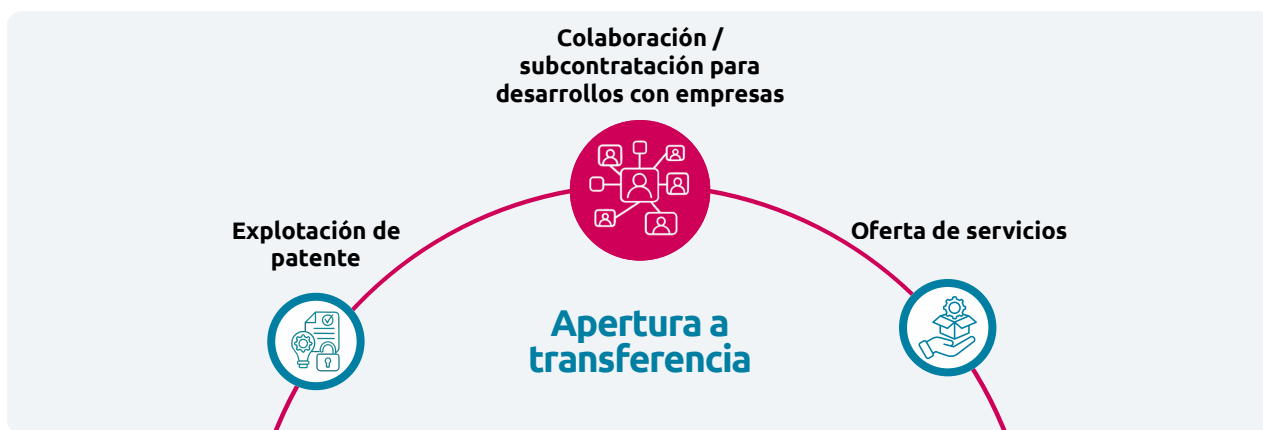 Colaboración /
subcontratación para
desarrollos con empresas
Explotación de
patente
Oferta de servicios
Apertura a
transferencia